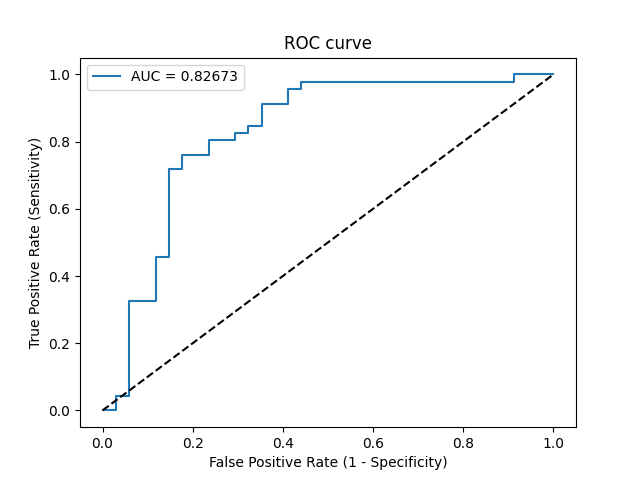 ROC curve
AUC = 0.82673
True Positive Rate (Sensitivity)
1.0
0.8
0.6
0.4
0.2
0.0
0.0 0.2 0.4 0.6 0.8 1.0
False Positive Rate (1 - Specificity)